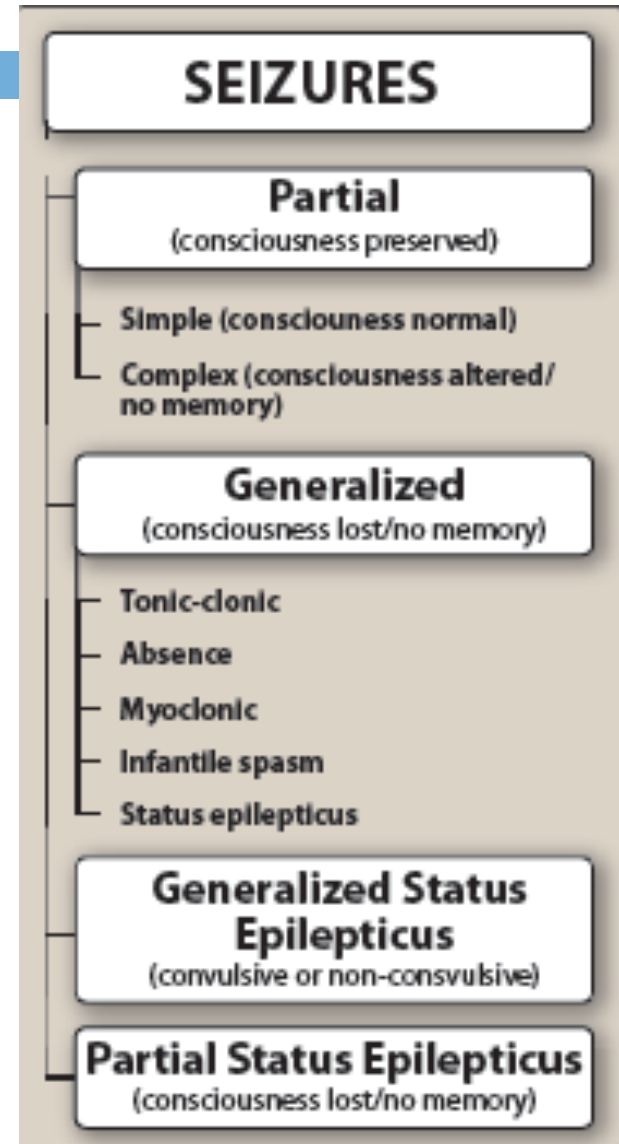 SEIZURES
Partial
(consciousness preserved)
Simple (consciouness normal)
Complex (consciousness altered/
no memory)
Generalized
(consciousness lost/no memory)
Tonic-clonic
Absence
Myoclonic
Infantile spasm
Status epilepticus
Generalized Status
Epilepticus
(convulsive or non-consvulsive)
Partial Status Epilepticus
(consciousness lost/no memory)